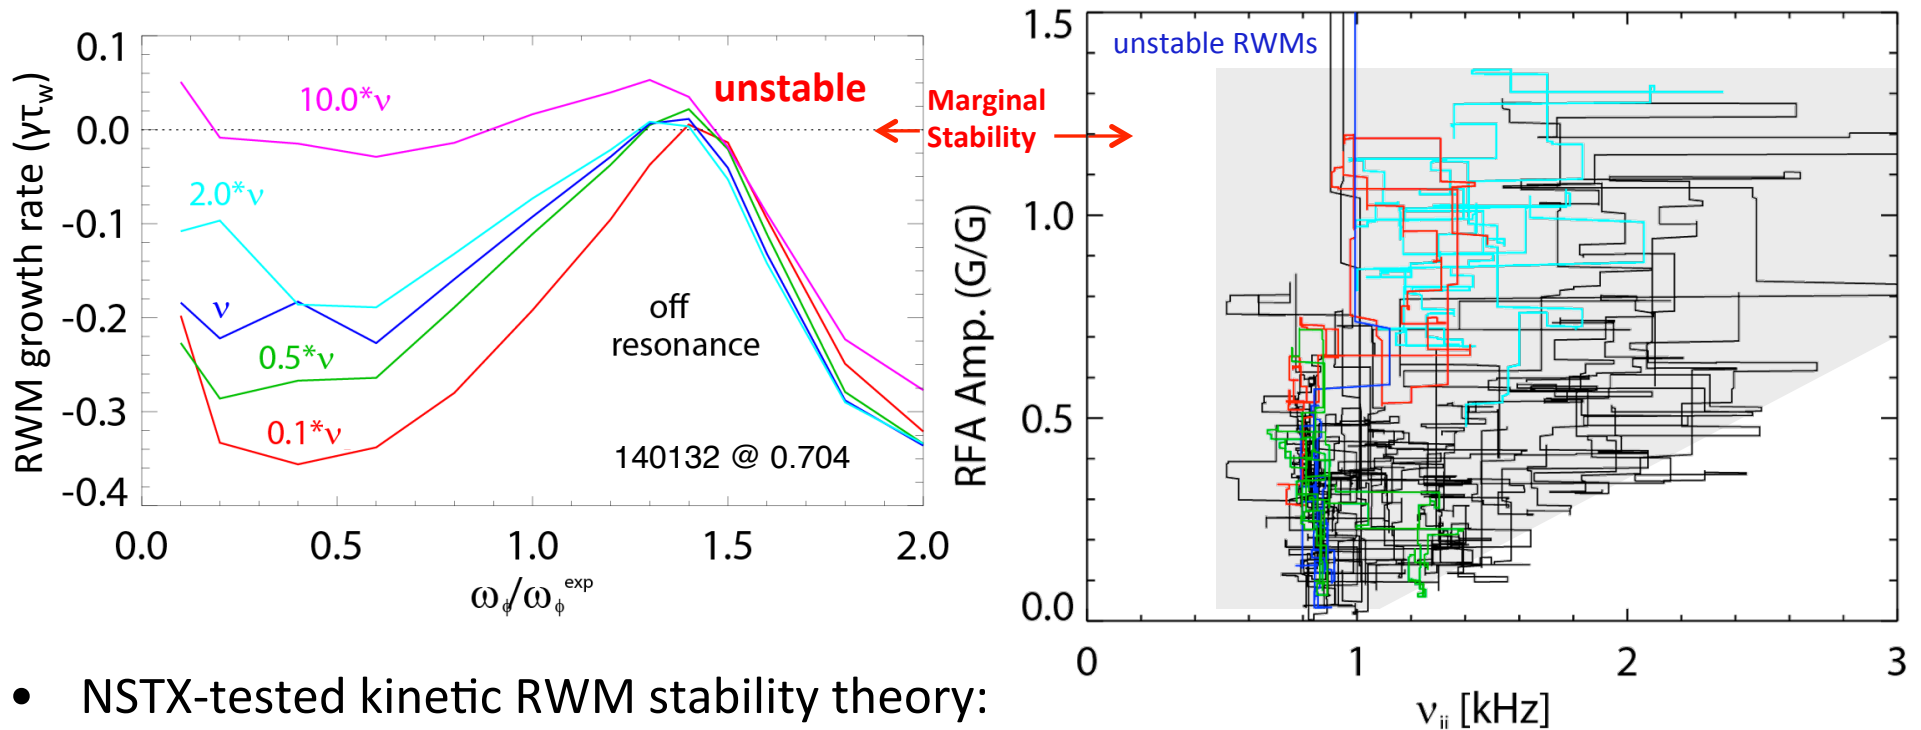 RWM growth rate (γτw)
0.1
0.0
-0.1
-0.2
-0.3
-0.4
10.0*ν
2.0*ν
ν
0.5*ν
0.1*ν
unstable
off
resonance
140132 @ 0.704
0.0 0.5 1.0 1.5 2.0
ωϕ/ωϕexp
Marginal
Stability
RFA Amp. (G/G)
1.5
1.0
0.5
0.0
unstable RWMs
0 1 2 3
νii [kHz]
• NSTX-tested kinetic RWM stability theory: